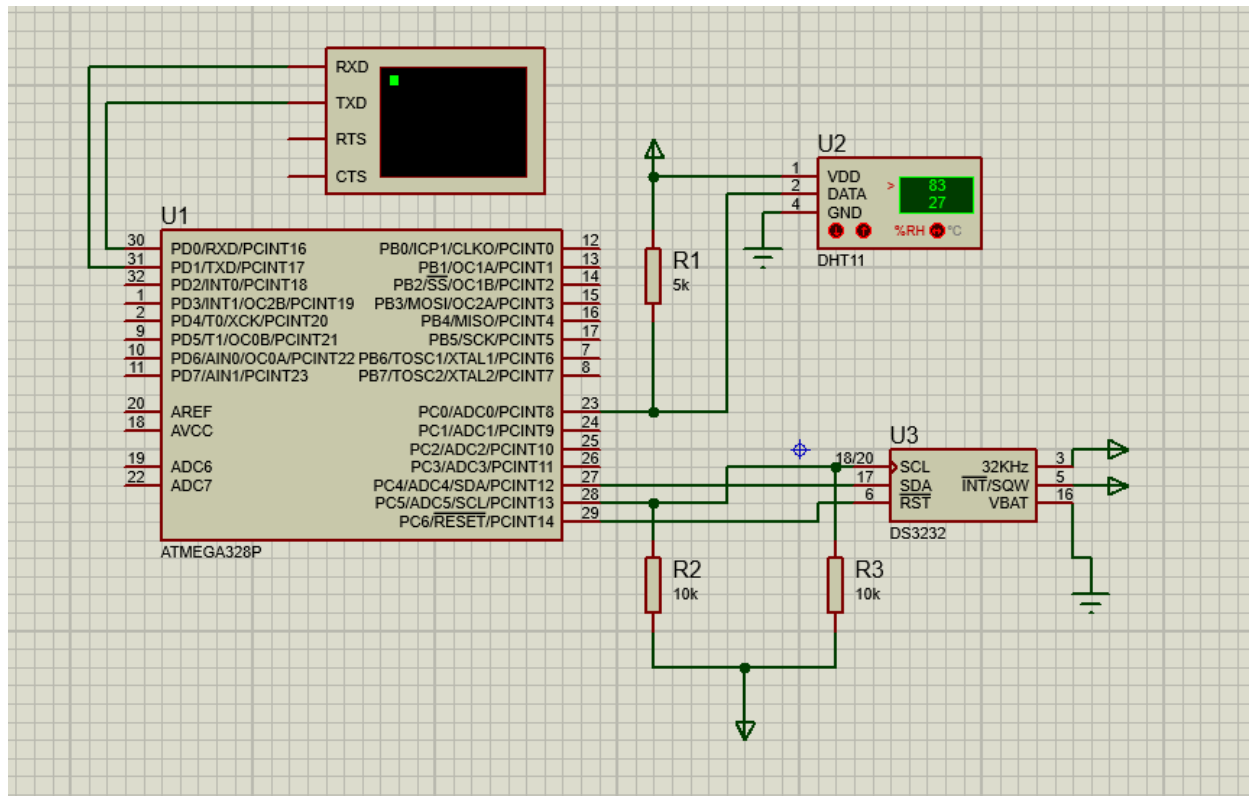 RXD
TXD
RTS
CTS
U1
30 PD0/RXD/PCINT16 PB0/ICP1/CLKO/PCINT0 12
31 PD1/TXD/PCINT17 PB1/OC1A/PCINT1 13
32 PD2/INT0/PCINT18 PB2/SS/OC1B/PCINT2 14
1 PD3/INT1/OC2B/PCINT19 PB3/MOSI/OC2A/PCINT3 15
2 PD4/T0/XCK/PCINT20 PB4/MISO/PCINT4 16
9 PD5/T1/OC0B/PCINT21 PB5/SCK/PCINT5 17
10 PD6/AIN0/OC0A/PCINT22 PB6/TOSC1/XTAL1/PCINT6 7
11 PD7/AIN1/PCINT23 PB7/TOSC2/XTAL2/PCINT7 8
20 AREF PC0/ADC0/PCINT8 23
18 AVCC PC1/ADC1/PCINT9 24
PC2/ADC2/PCINT10 25
19 ADC6 PC3/ADC3/PCINT11 26
22 ADC7 PC4/ADC4/SDA/PCINT12 27
PC5/ADC5/SCL/PCINT13 28
PC6/RESET/PCINT14 29
ATMEGA328P
U2
1 VDD > 83
2 DATA 27
4 GND
%RH °C
DHT11
R1
5k
U3
18/20 SCL 32KHz 3
17 SDA INT/SQW 5
6 RST VBAT 16
DS3232
R2
10k
R3
10k